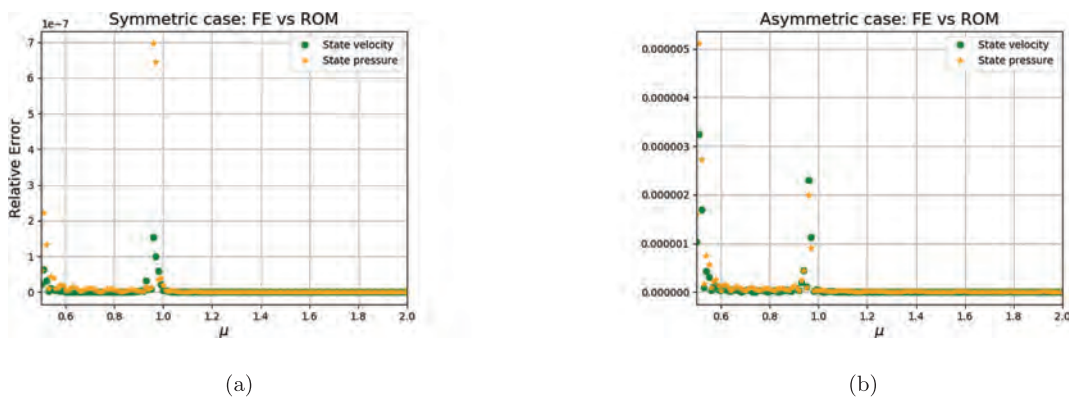 Symmetric case: FE vs ROM
1e-7
State velocity
State pressure
7
6
5
4
3
2
1
0
Relative Error
0.6 0.8 1.0 1.2 1.4 1.6 1.8 2.0
μ
(a)
Asymmetric case: FE vs ROM
State velocity
State pressure
0.000005
0.000004
0.000003
0.000002
0.000001
0.000000
0.6 0.8 1.0 1.2 1.4 1.6 1.8 2.0
μ
(b)